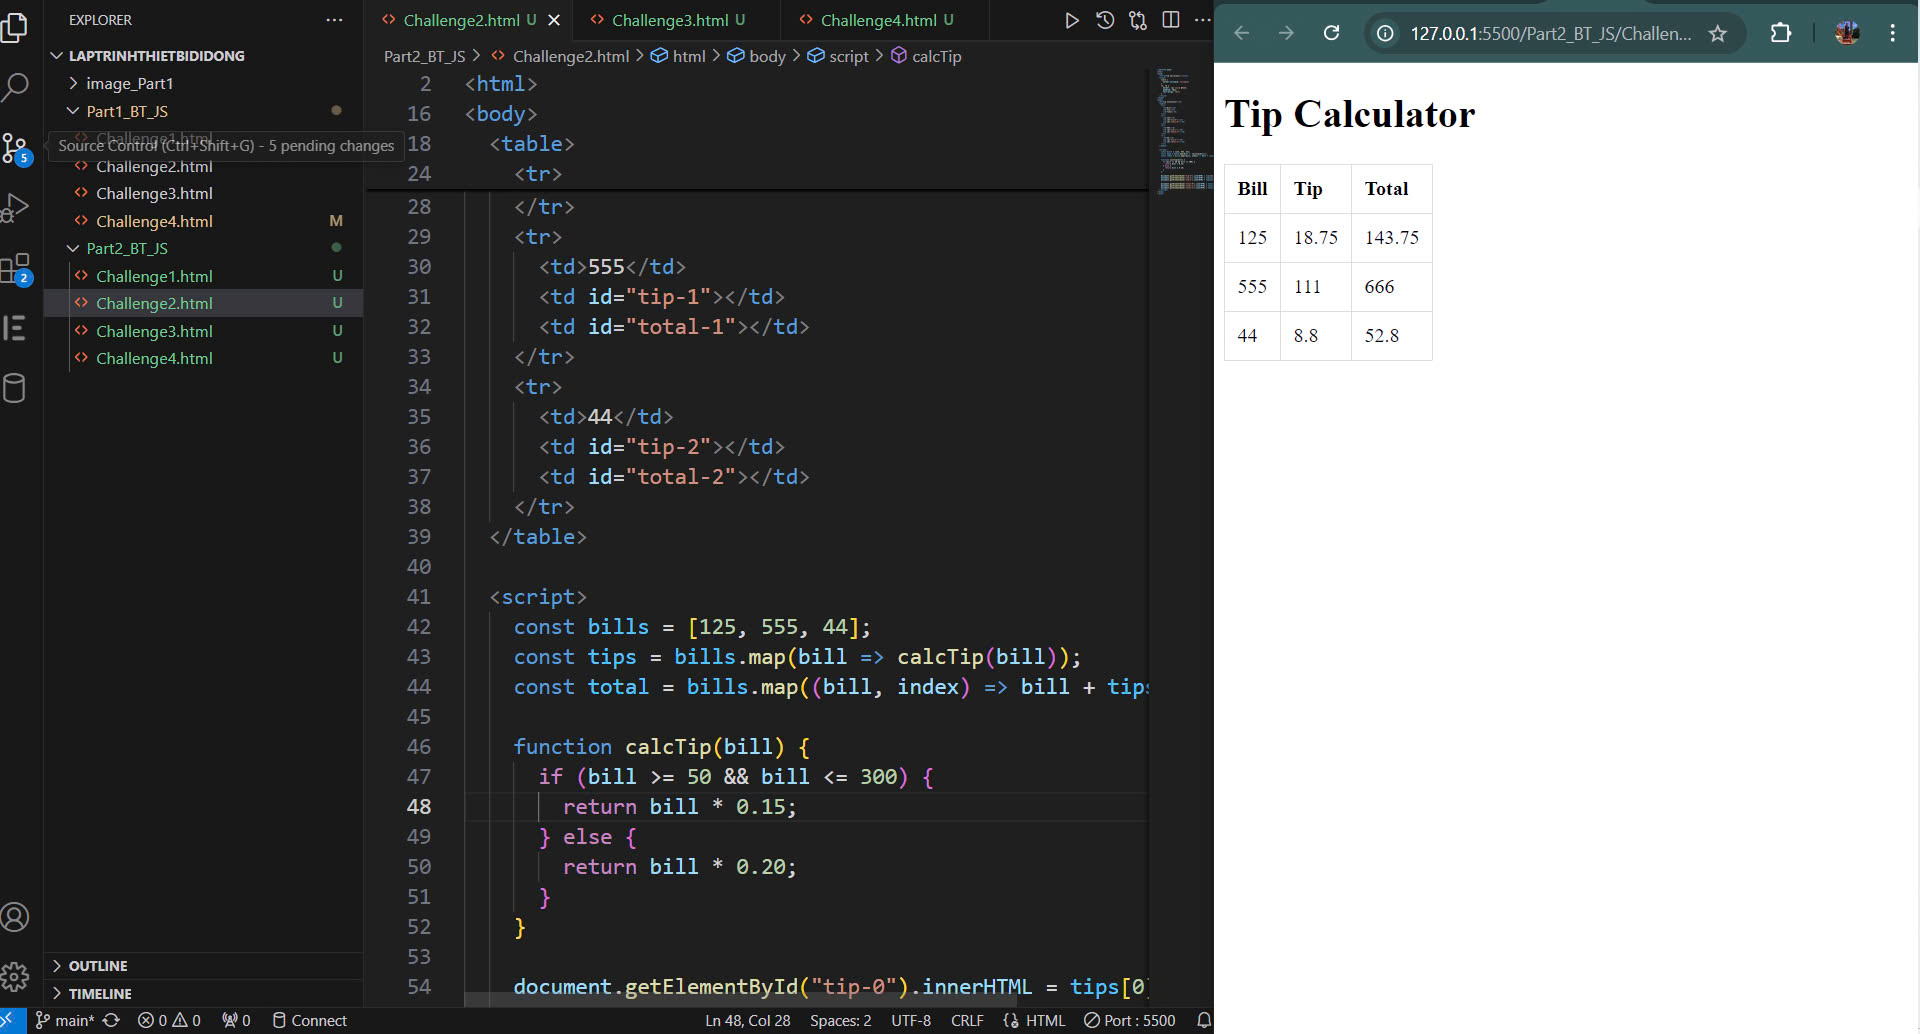 EXPLORER
LAPTRINHTHIETBIDIDONG
image_Part1
Part1_BT_JS
Challenge1.html
Source Control (Ctrl+Shift+G) - 5 pending changes
5
Challenge2.html
Challenge3.html
Challenge4.html M
Part2_BT_JS
2
Challenge1.html U
Challenge2.html U
Challenge3.html U
Challenge4.html U
OUTLINE
TIMELINE
Challenge2.html U
Challenge3.html U
Challenge4.html U
Part2_BT_JS > Challenge2.html > html > body > script > calcTip
2 <html>
16 <body>
18 <table>
24 <tr>
28 </tr>
29 <tr>
30 <td>555</td>
31 <td id="tip-1"></td>
32 <td id="total-1"></td>
33 </tr>
34 <tr>
35 <td>44</td>
36 <td id="tip-2"></td>
37 <td id="total-2"></td>
38 </tr>
39 </table>
40
41 <script>
42 const bills = [125, 555, 44];
43 const tips = bills.map(bill => calcTip(bill));
44 const total = bills.map((bill, index) => bill + tips
45
46 function calcTip(bill) {
47 if (bill >= 50 && bill <= 300) {
48 return bill * 0.15;
49 } else {
50 return bill * 0.20;
51 }
52 }
53
54 document.getElementById("tip-0").innerHTML = tips[0]
main* 0 0 0 Connect
Ln 48, Col 28 Spaces: 2 UTF-8 CRLF HTML Port : 5500
127.0.0.1:5500/Part2_BT_JS/Challen...
Tip Calculator
Bill Tip Total
125 18.75 143.75
555 111 666
44 8.8 52.8